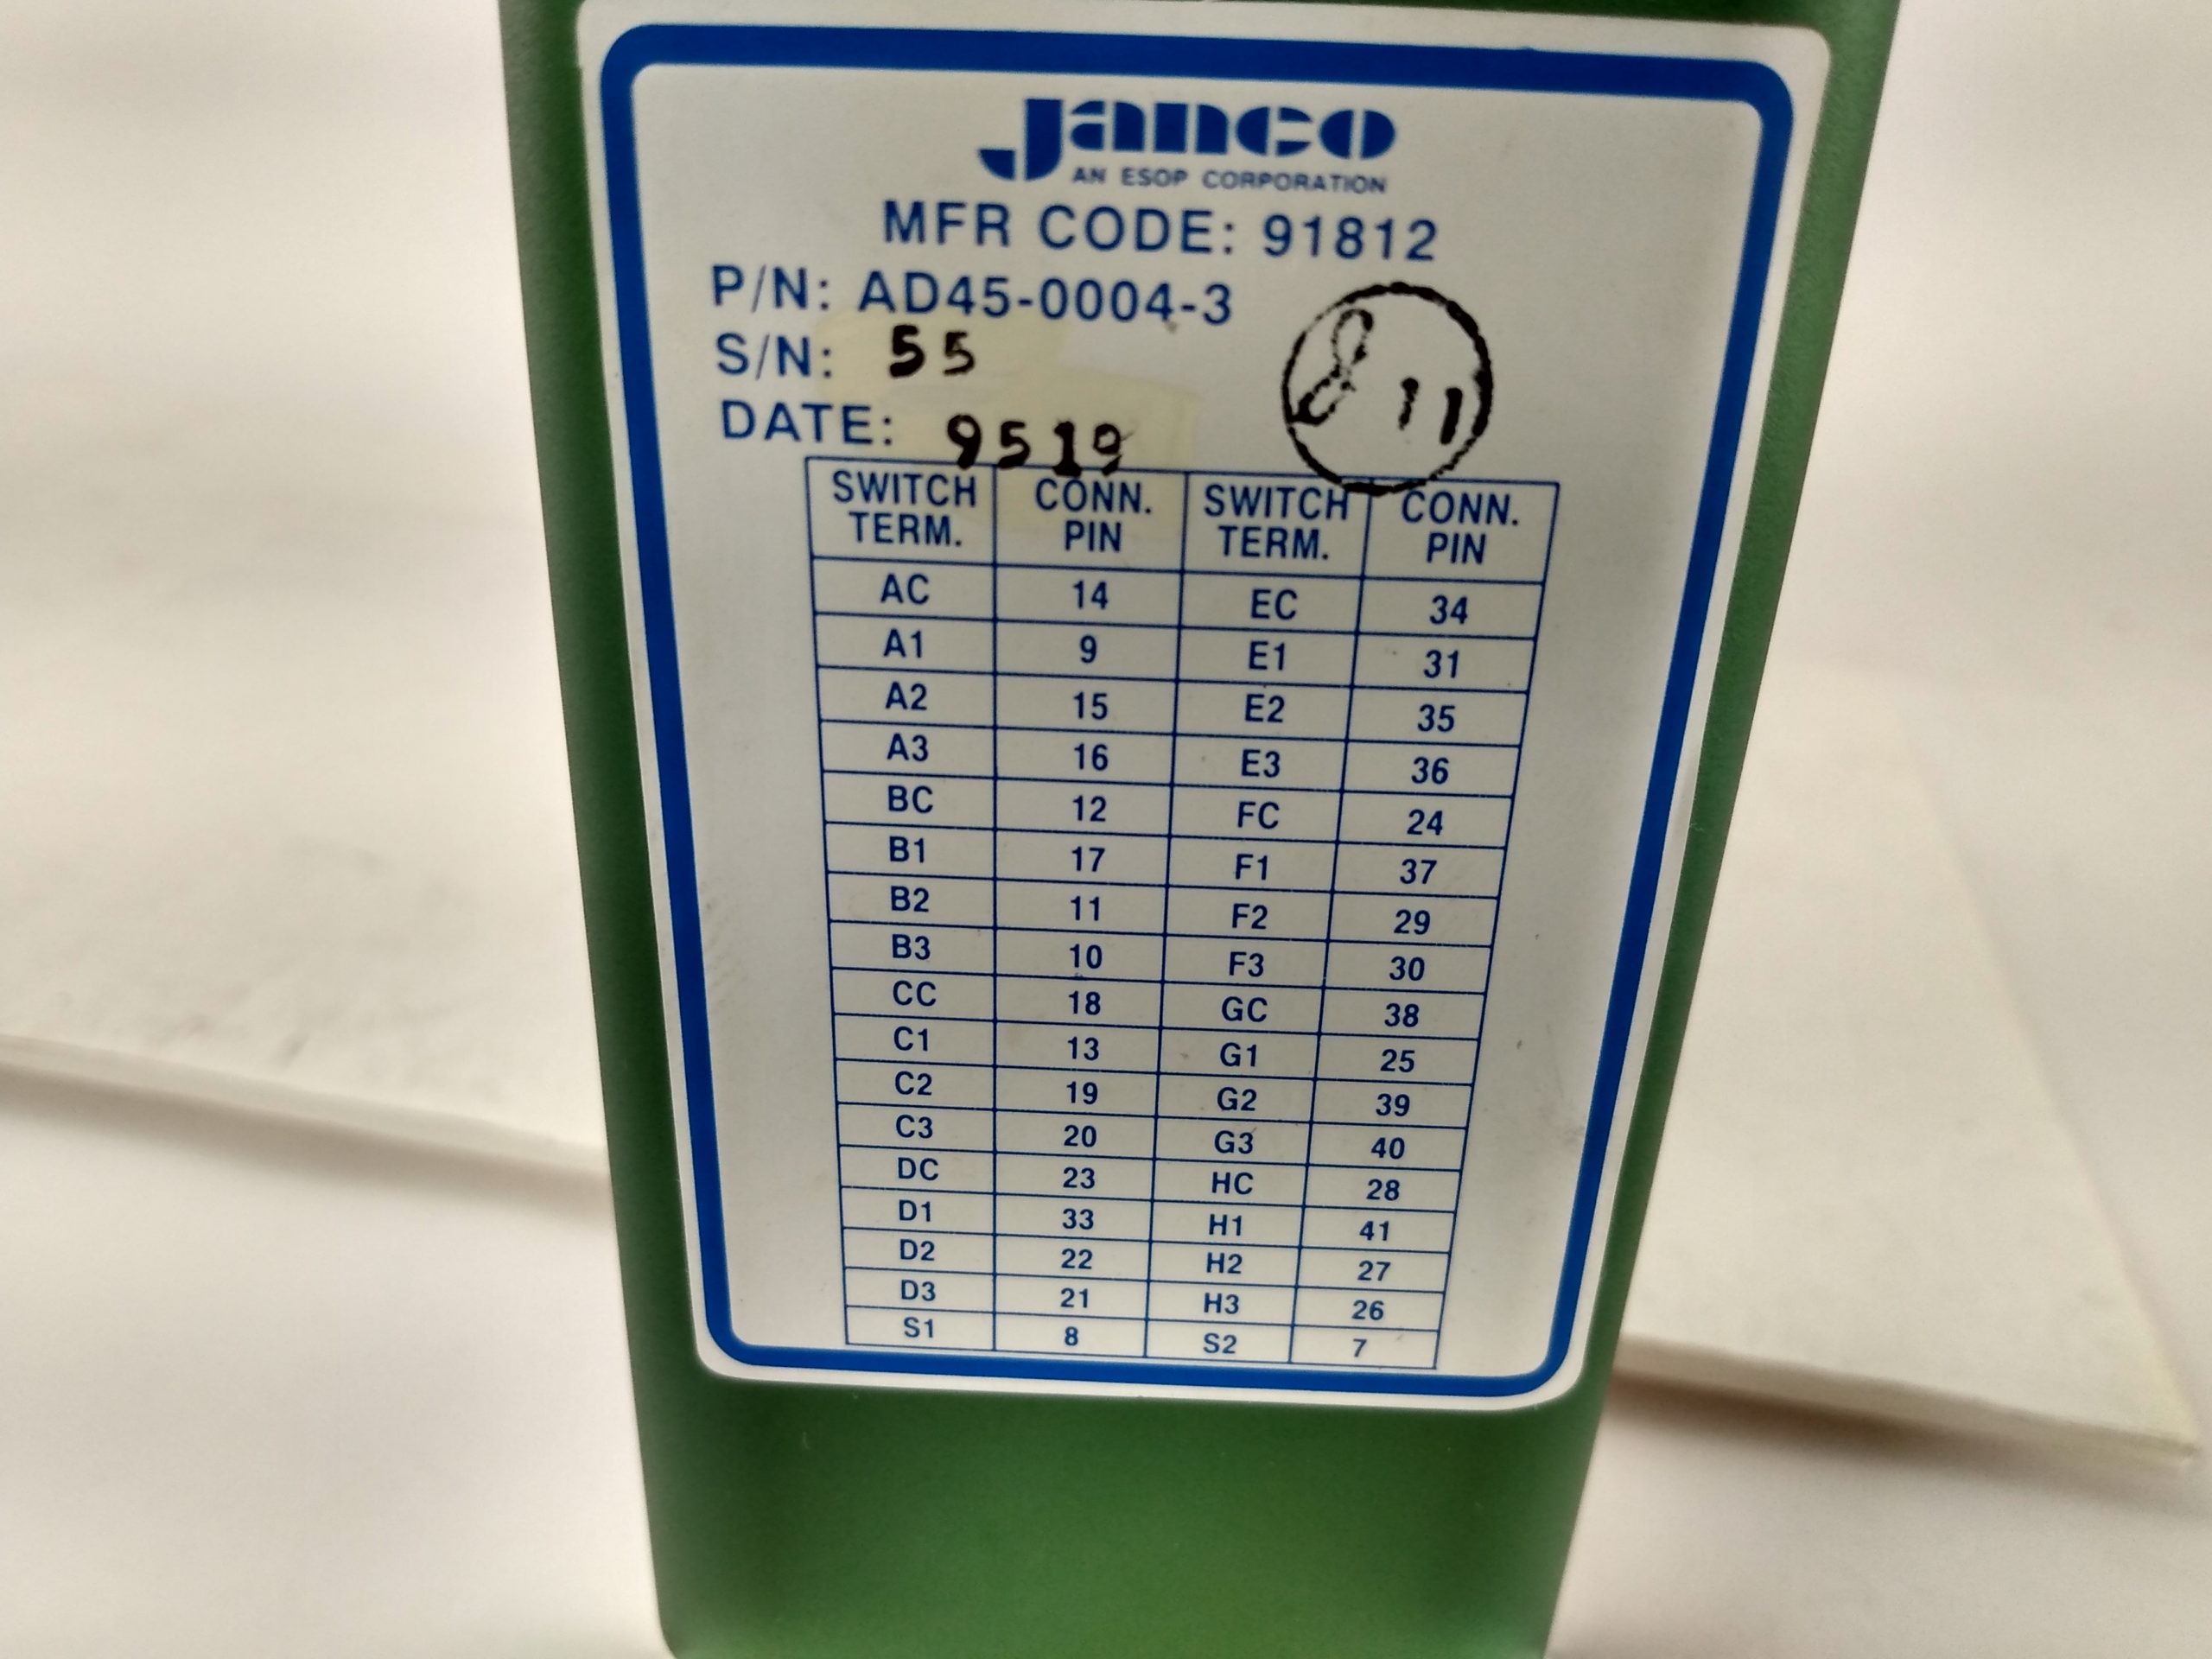 Janco
AN ESOP CORPORATION
MFR CODE: 91812
P/N: AD45-0004-3
S/N: 55
DATE: 9519
811
SWITCH TERM. CONN. PIN SWITCH TERM. CONN. PIN
AC 14 EC 34
A1 9 E1 31
A2 15 E2 35
A3 16 E3 36
BC 12 FC 24
B1 17 F1 37
B2 11 F2 29
B3 10 F3 30
CC 18 GC 38
C1 13 G1 25
C2 19 G2 39
C3 20 G3 40
DC 23 HC 28
D1 33 H1 41
D2 22 H2 27
D3 21 H3 26
S1 8 S2 7